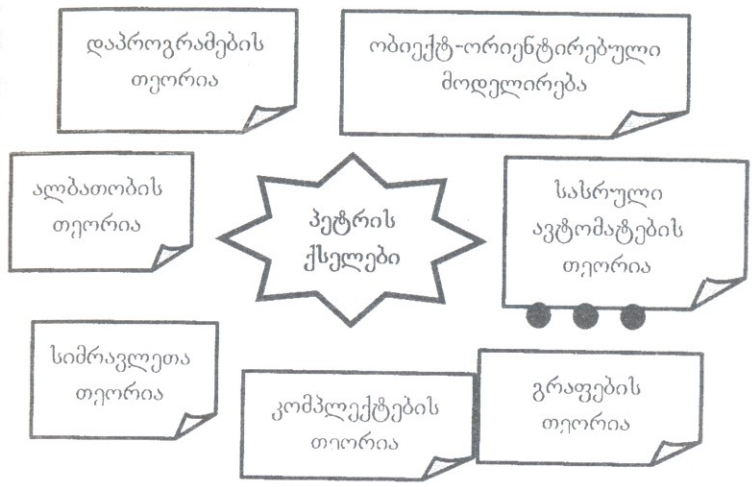 დაპროგრამების
თეორია
ობიექტ-ორიენტირებული
მოდელირება
ალბათობის
თეორია
პეტრის
ქსელები
სასრული
ავტომატების
თეორია
სიმრავლეთა
თეორია
კომპლექტების
თეორია
გრაფების
თეორია